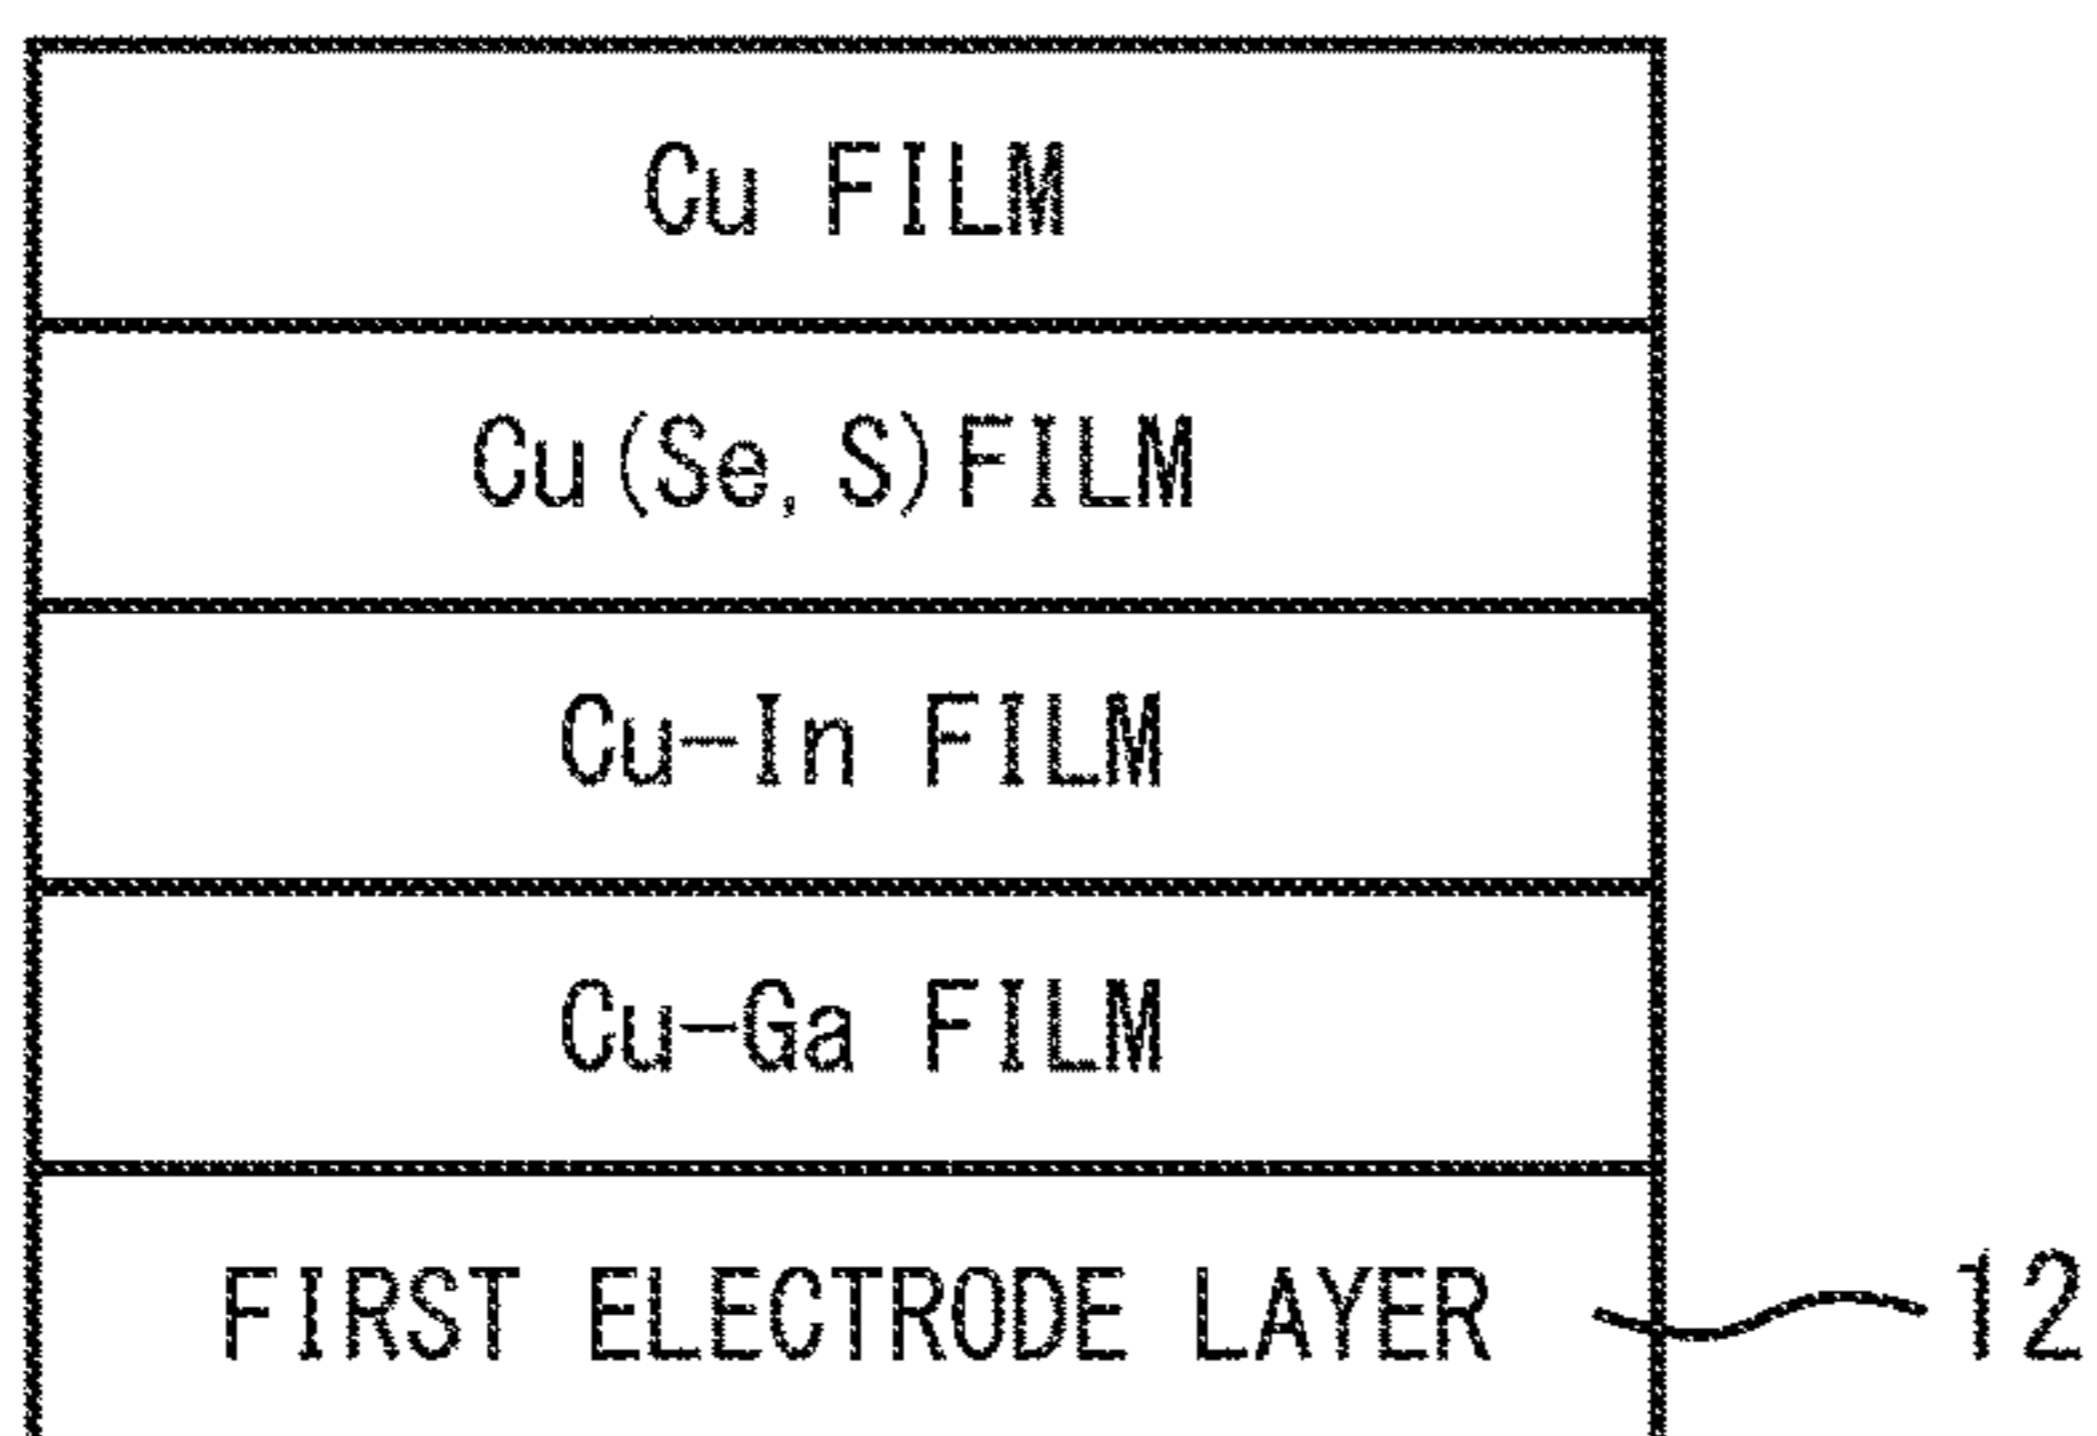 Cu FILM
Cu(Se, S)FILM
Cu-In FILM
Cu-Ga FILM
FIRST ELECTRODE LAYER 12